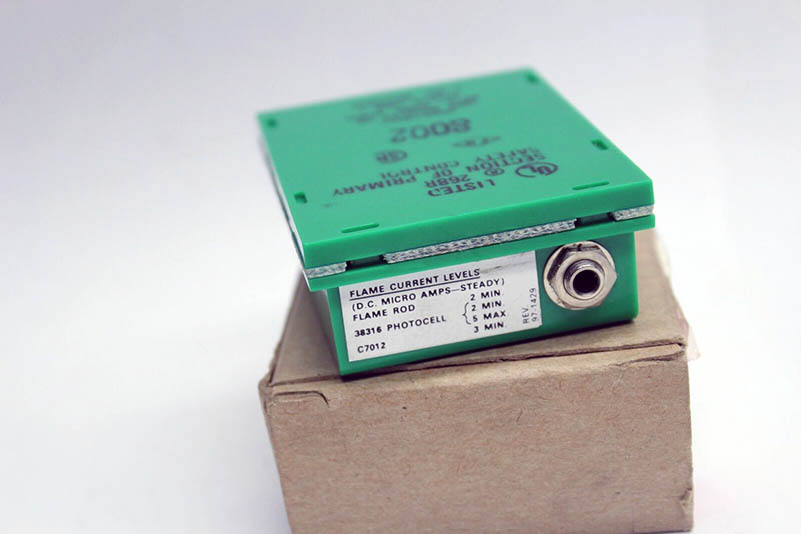 8002
LISTED
268R
SECTION OF PRIMARY
SAFETY CONTROL
FLAME CURRENT LEVELS
(D.C. MICRO AMPS—STEADY)
FLAME ROD 2 MIN.
38316 PHOTOCELL { 2 MIN.
5 MAX.
C7012 3 MIN.
REV.
97-1429